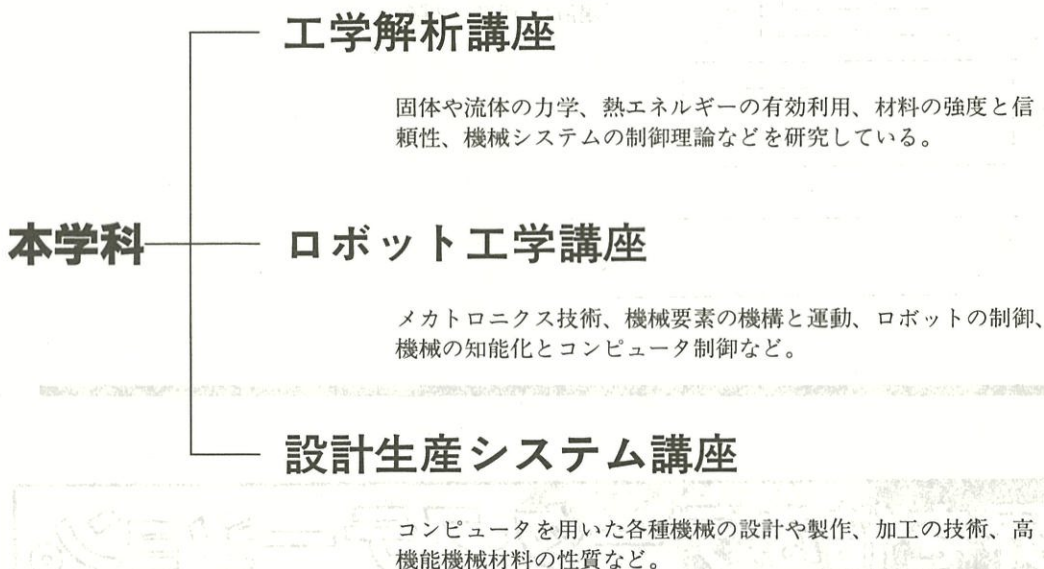 工学解析講座
固体や流体の力学、熱エネルギーの有効利用、材料の強度と信
頼性、機械システムの制御理論などを研究している。
本学科
ロボット工学講座
メカトロニクス技術、機械要素の機構と運動、ロボットの制御、
機械の知能化とコンピュータ制御など。
設計生産システム講座
コンピュータを用いた各種機械の設計や製作、加工の技術、高
機能機械材料の性質など。